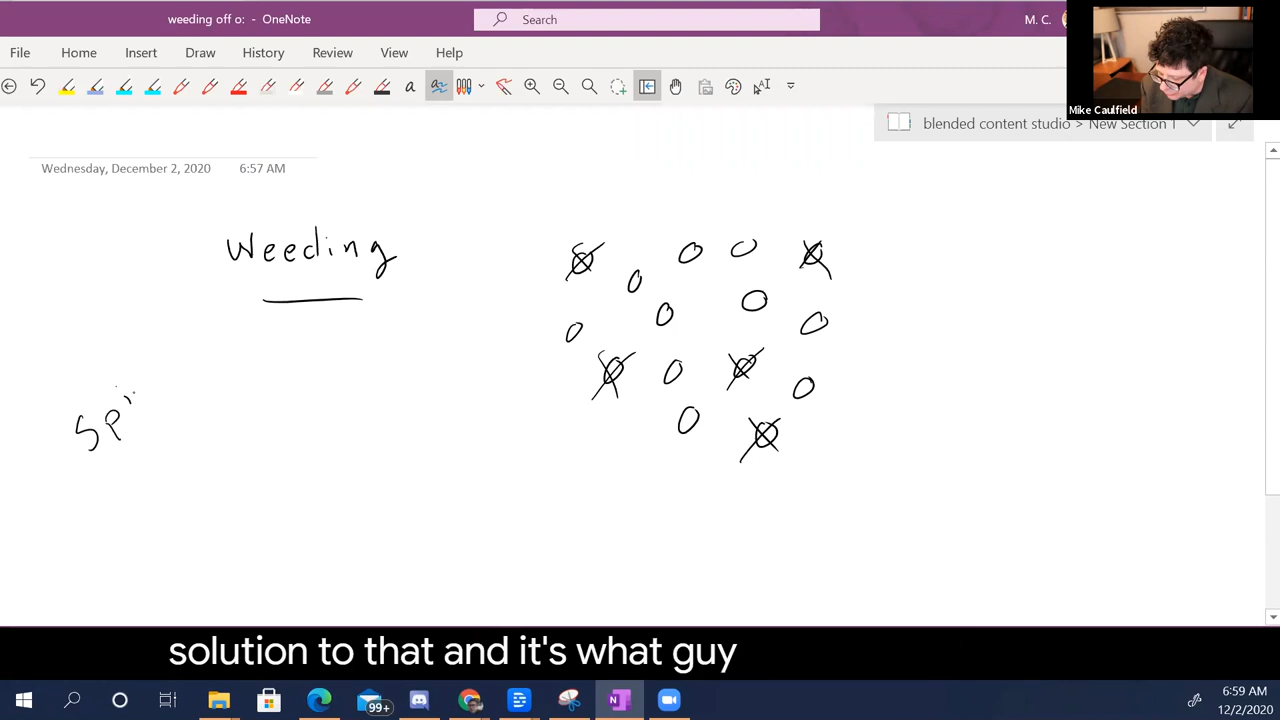 weeding off o: - OneNote
Search
M. C.
File Home Insert Draw History Review View Help
Mike Caulfield
blended content studio > New Section 1
Wednesday, December 2, 2020 6:57 AM
Weeding
Sp
solution to that and it's what guy
99+
6:59 AM
12/2/2020